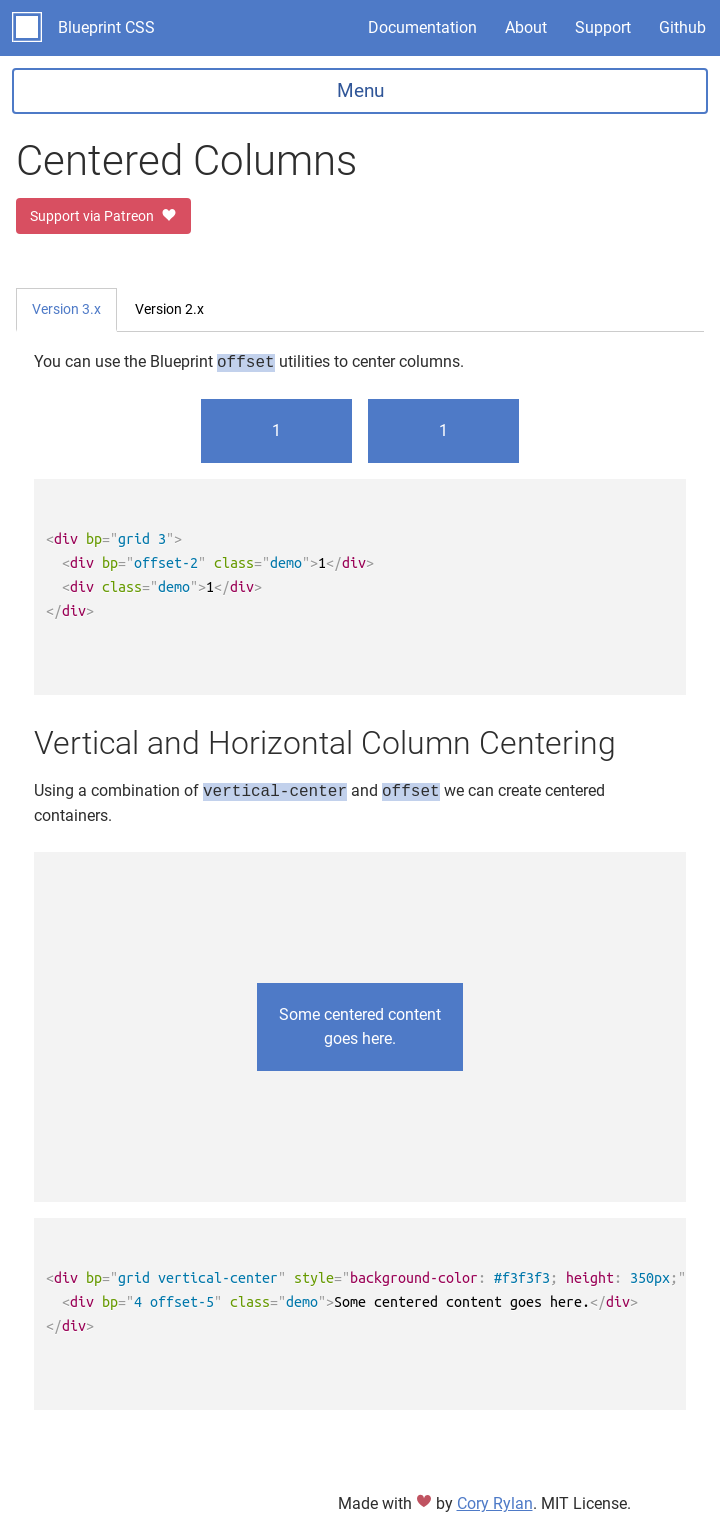 Blueprint CSS Documentation About Support Github
Menu
Centered Columns
Support via Patreon
Version 3.x Version 2.x
You can use the Blueprint offset utilities to center columns.
1 1
<div bp="grid 3">
  <div bp="offset-2" class="demo">1</div>
  <div class="demo">1</div>
</div>
Vertical and Horizontal Column Centering
Using a combination of vertical-center and offset we can create centered
containers.
Some centered content
goes here.
<div bp="grid vertical-center" style="background-color: #f3f3f3; height: 350px;"
  <div bp="4 offset-5" class="demo">Some centered content goes here.</div>
</div>
Made with ♥ by Cory Rylan. MIT License.